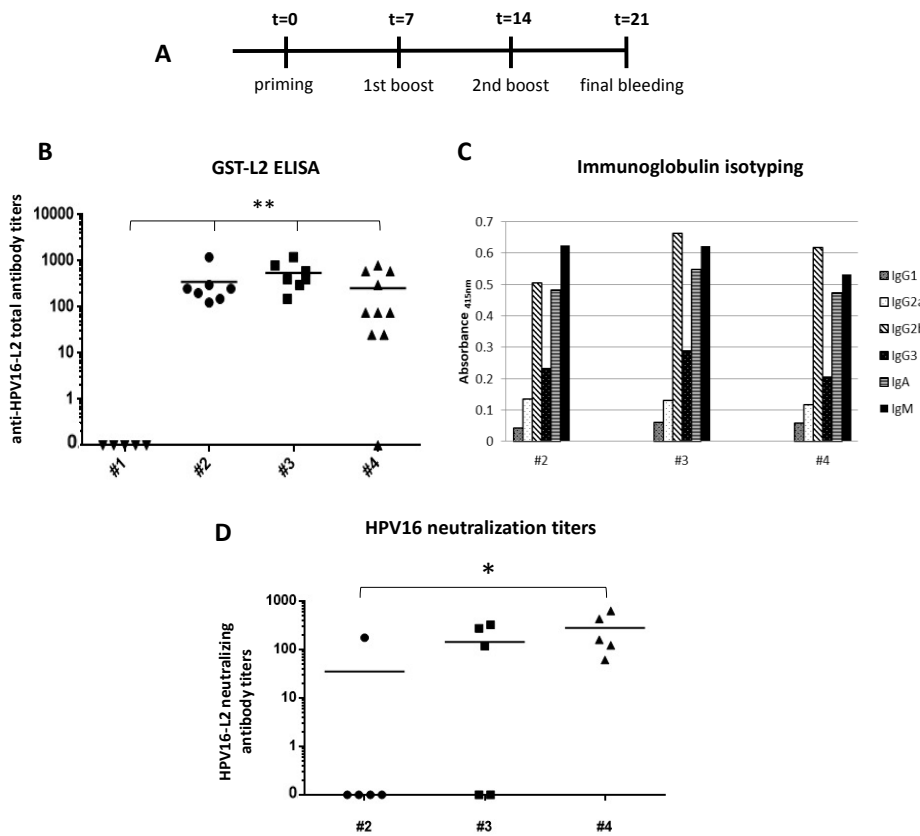 t=0 t=7 t=14 t=21
A
priming 1st boost 2nd boost final bleeding
B
GST-L2 ELISA
**
anti-HPV16-L2 total antibody titers
10000
1000
100
10
1
0
#1 #2 #3 #4
C
Immunoglobulin isotyping
Absorbance 415nm
0.7
0.6
0.5
0.4
0.3
0.2
0.1
0
#2 #3 #4
IgG1
IgG2a
IgG2b
IgG3
IgA
IgM
D
HPV16 neutralization titers
*
HPV16-L2 neutralizing
antibody titers
1000
100
10
1
0
#2 #3 #4